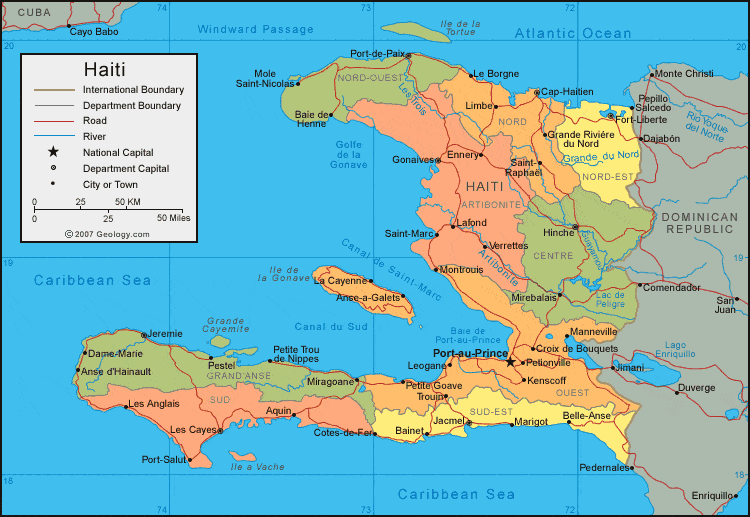 74
73
72
CUBA
Cayo Babo
20
20
Windward Passage
Ile de la
Tortue
Atlantic Ocean
Haiti
International Boundary
Department Boundary
Road
River
National Capital
Department Capital
City or Town
0 25 50 KM
0 25 50 Miles
© 2007 Geology.com
Port-de-Paix
Mole
Saint-Nicolas
NORD-OUEST
Baie de
Henne
Les Trois
Le Borgne
Limbe
Cap-Haitien
NORD
Monte Christi
Pepillo
Salcedo
Fort-Liberte
Rio Yaque
del Norte
Dajabón
Grande Rivière
du Nord
Grande du Nord
NORD-EST
Golfe
de la
Gonave
Gonaives
Ennery
Saint-
Raphaël
HAITI
ARTIBONITE
DOMINICAN
REPUBLIC
Saint-Marc
Lafond
Verrettes
Artibonite
Hinche
Guayamouc
CENTRE
19
19
Caribbean Sea
Canal de Saint-Marc
Montrouis
Ile de
la Gonave
La Cayenne
Anse-a-Galets
Mirebalais
Lac de
Peligre
Comendador
San
Juan
Canal du Sud
Grande
Cayemite
Jeremie
Dame-Marie
Anse d'Hainault
Pestel
Petite Trou
de Nippes
GRAND'ANSE
Miragoane
Baie de
Port-au-Prince
Port-au-Prince
Manneville
Croix de Bouquets
Petionville
Kenscoff
Leogane
Petite Goave
Trouin
OUEST
Lago
Enriquillo
Jimani
Duverge
Les Anglais
SUD
Les Cayes
Aquin
Cotes-de-Fer
Bainet
Jacmel
SUD-EST
Marigot
Belle-Anse
Port-Salut
Ile a Vache
Pedernales
Enriquillo
18
18
Caribbean Sea
74
73
72